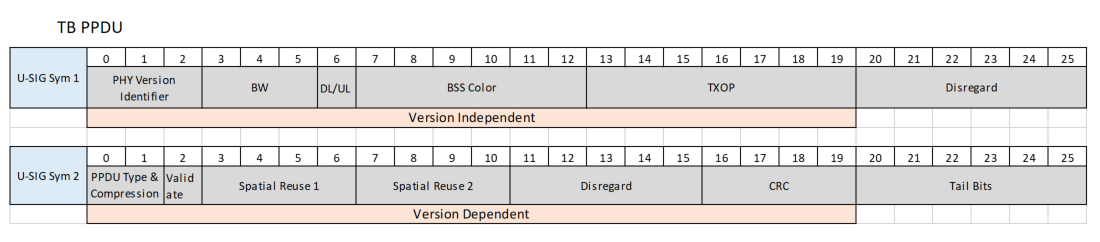 TB PPDU
0 1 2 3 4 5 6 7 8 9 10 11 12 13 14 15 16 17 18 19 20 21 22 23 24 25
U-SIG Sym 1
PHY Version
Identifier
BW
DL/UL
BSS Color
TXOP
Disregard
Version Independent
0 1 2 3 4 5 6 7 8 9 10 11 12 13 14 15 16 17 18 19 20 21 22 23 24 25
U-SIG Sym 2
PPDU Type &
Compression
Valid
ate
Spatial Reuse 1
Spatial Reuse 2
Disregard
CRC
Tail Bits
Version Dependent